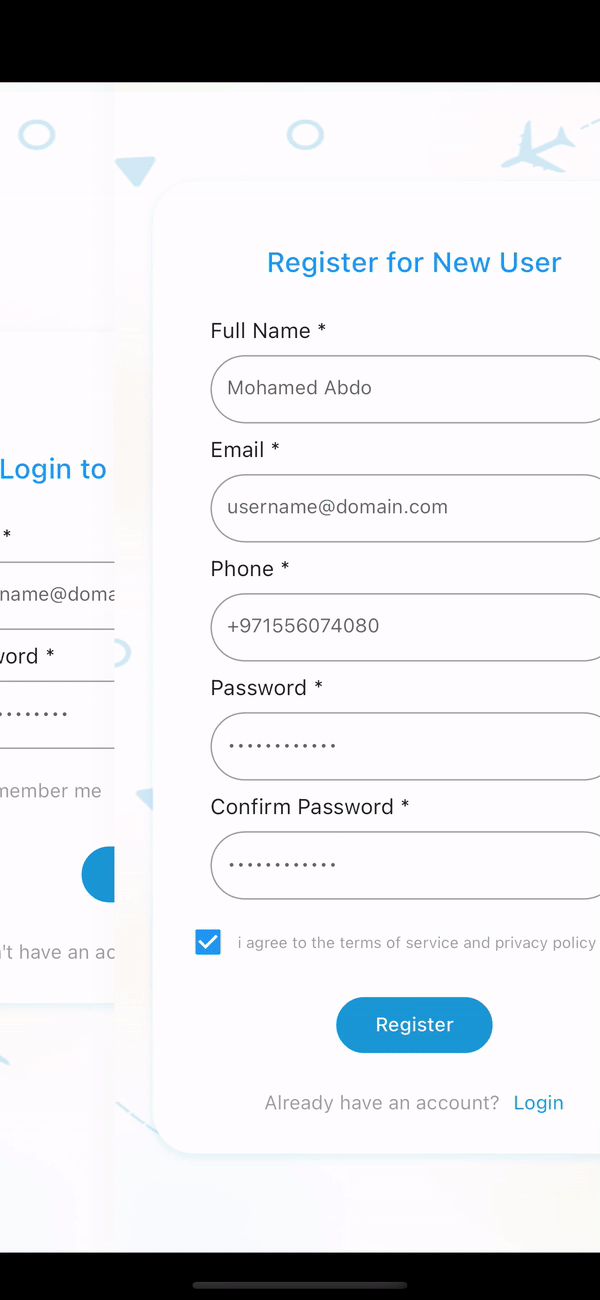 Register for New User
Full Name *
Mohamed Abdo
Email *
username@domain.com
Phone *
+971556074080
Password *
••••••••••••
Confirm Password *
••••••••••••
i agree to the terms of service and privacy policy
Register
Already have an account? Login
Login to
*
name@doma
word *
••••••••
member me
't have an ac